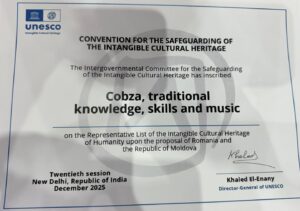 unesco
Intangible Cultural Heritage
CONVENTION FOR THE SAFEGUARDING
OF THE INTANGIBLE CULTURAL HERITAGE
The Intergovernmental Committee for the Safeguarding
of the Intangible Cultural Heritage has inscribed
Cobza, traditional
knowledge, skills and music
on the Representative List of the Intangible Cultural Heritage
of Humanity upon the proposal of Romania and
the Republic of Moldova
Twentieth session
New Delhi, Republic of India
December 2025
Khaled El-Enany
Director-General of UNESCO